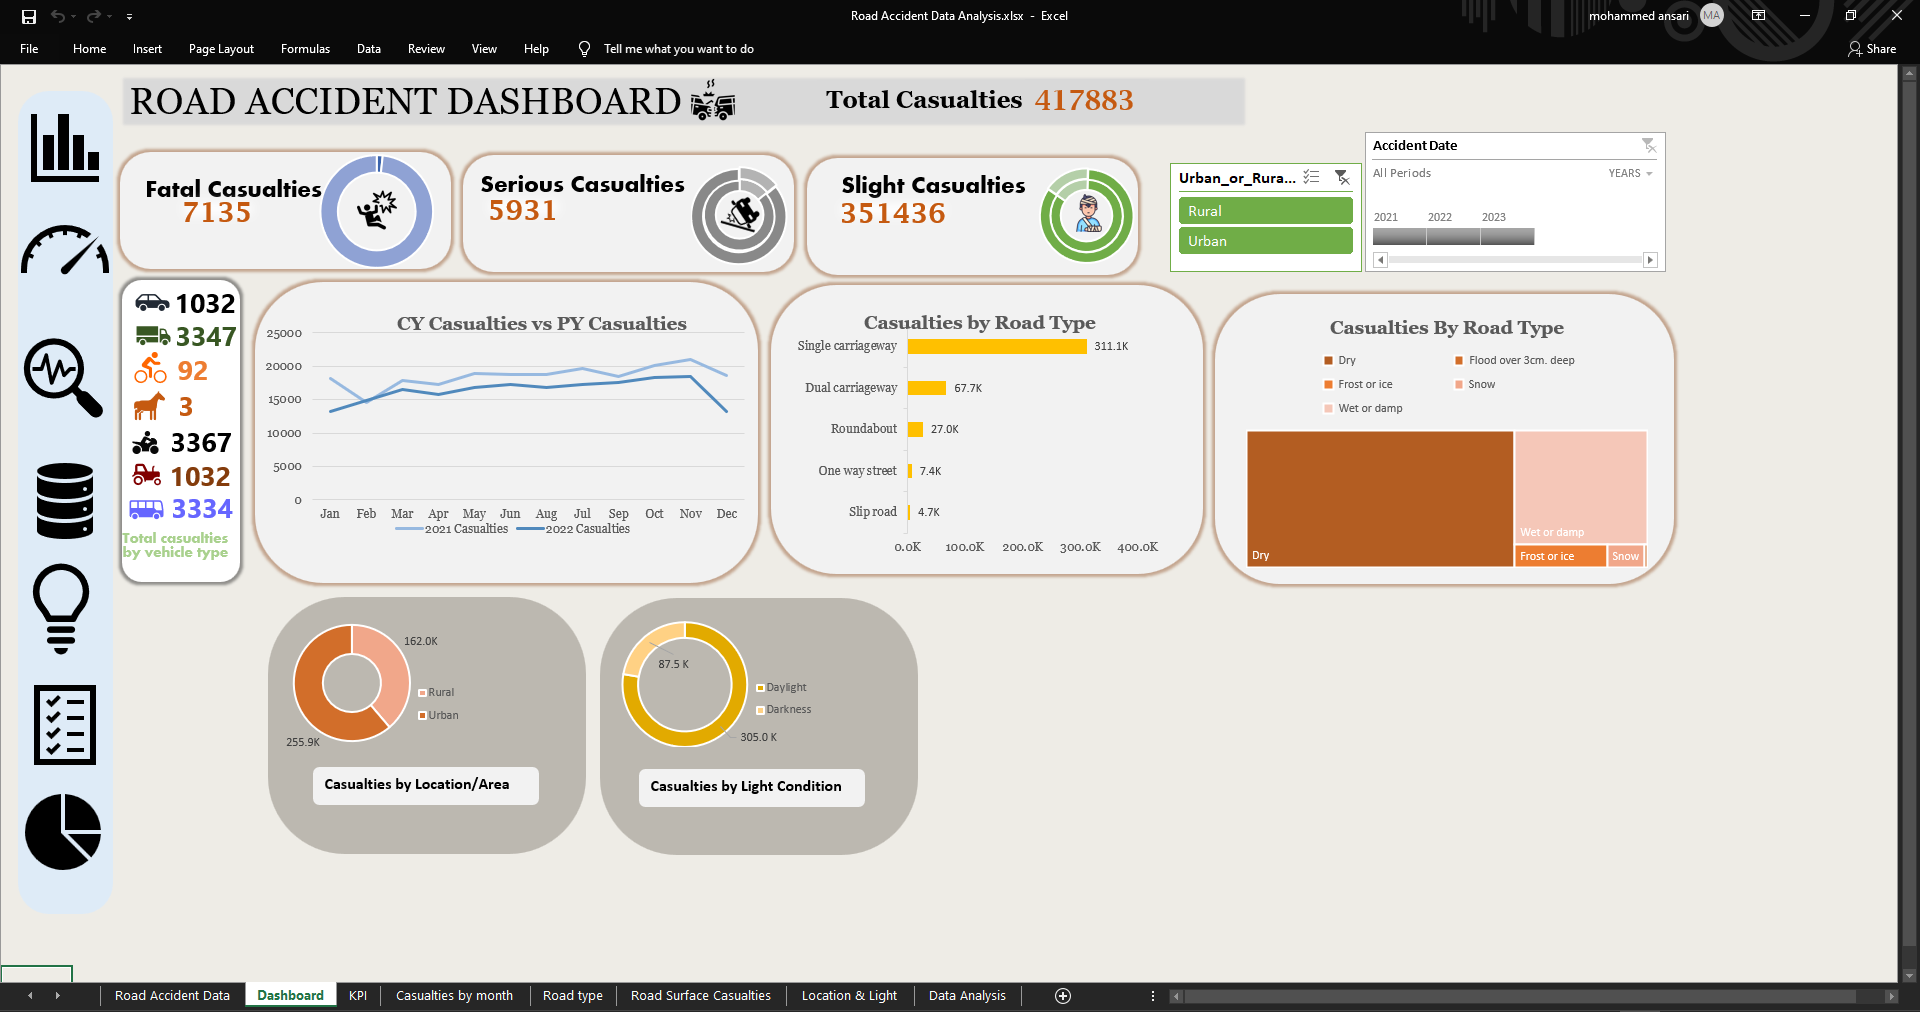 Road Accident Data Analysis.xlsx - Excel
mohammed ansari MA
File Home Insert Page Layout Formulas Data Review View Help Tell me what you want to do Share
ROAD ACCIDENT DASHBOARD
Total Casualties 417883
Fatal Casualties
7135
Serious Casualties
5931
Slight Casualties
351436
Urban_or_Rura...
Rural
Urban
Accident Date
All Periods YEARS
2021 2022 2023
1032
3347
92
3
3367
1032
3334
Total casualties
by vehicle type
CY Casualties vs PY Casualties
25000
20000
15000
10000
5000
0
Jan Feb Mar Apr May Jun Jul Aug Sep Oct Nov Dec
2021 Casualties 2022 Casualties
Casualties by Road Type
Single carriageway 311.1K
Dual carriageway 67.7K
Roundabout 27.0K
One way street 7.4K
Slip road 4.7K
0.0K 100.0K 200.0K 300.0K 400.0K
Casualties By Road Type
Dry Flood over 3cm. deep
Frost or ice Snow
Wet or damp
Wet or damp
Dry Frost or ice Snow
162.0K
Rural
Urban
255.9K
Casualties by Location/Area
87.5 K
Daylight
Darkness
305.0 K
Casualties by Light Condition
Road Accident Data Dashboard KPI Casualties by month Road type Road Surface Casualties Location & Light Data Analysis